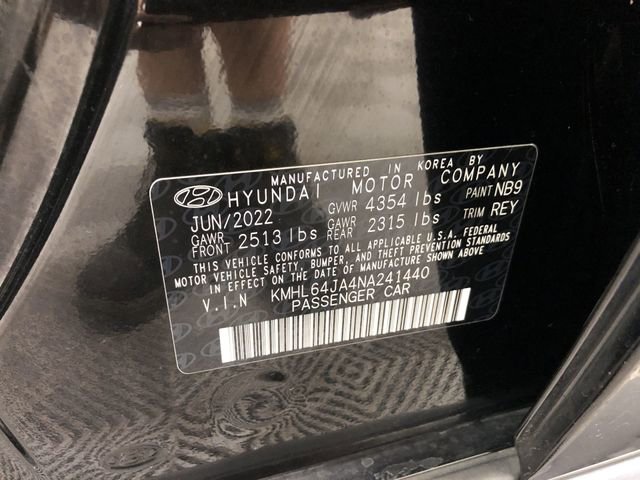 MANUFACTURED IN KOREA BY
HYUNDAI MOTOR COMPANY
JUN/2022 GVWR 4354 lbs PAINT NB9
GAWR FRONT 2513 lbs GAWR REAR 2315 lbs TRIM REY
THIS VEHICLE CONFORMS TO ALL APPLICABLE U.S.A. FEDERAL
MOTOR VEHICLE SAFETY, BUMPER, AND THEFT PREVENTION STANDARDS
IN EFFECT ON THE DATE OF MANUFACTURE SHOWN ABOVE
V.I.N KMHL64JA4NA241440
PASSENGER CAR